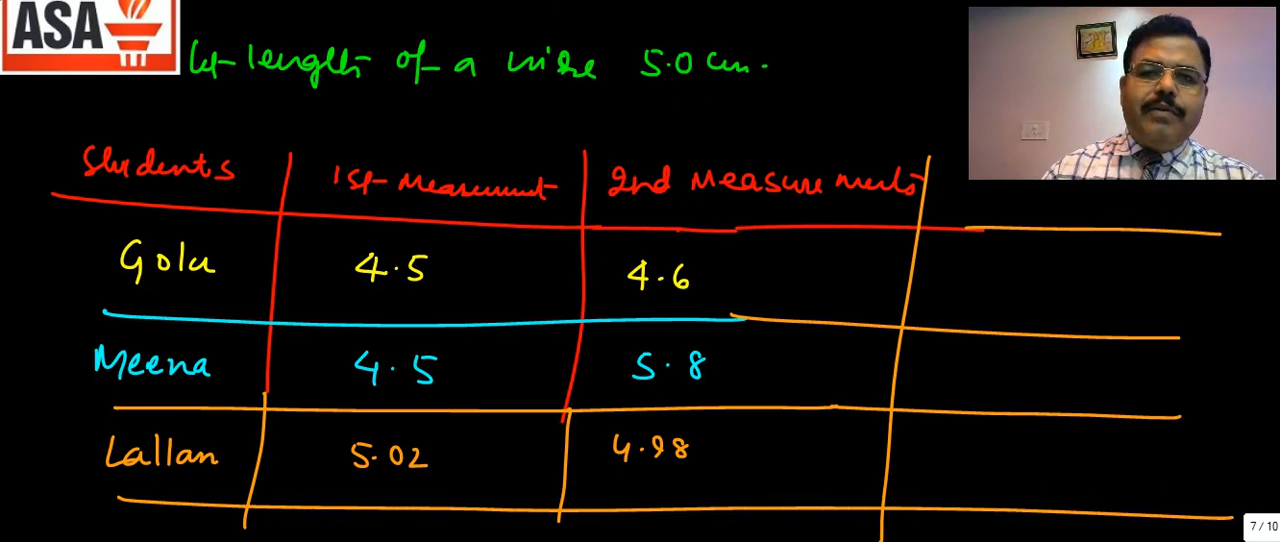 ASA
let length of a wire 5.0 cm.
Students 1st Measurement 2nd Measurements
Golu 4.5 4.6
Meena 4.5 5.8
Lallan 5.02 4.98
7 / 10